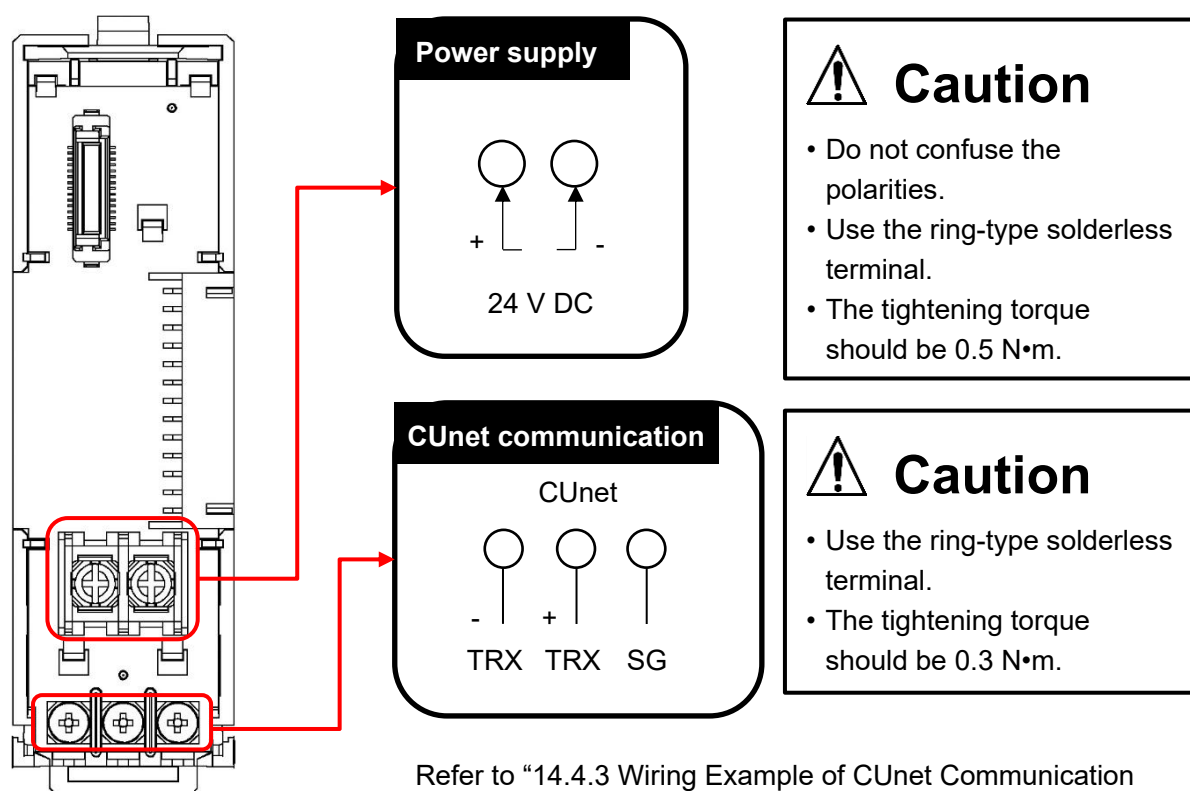 Power supply
+ -
24 V DC
Caution
• Do not confuse the
polarities.
• Use the ring-type solderless
terminal.
• The tightening torque
should be 0.5 N•m.
CUnet communication
CUnet
- +
TRX TRX SG
Caution
• Use the ring-type solderless
terminal.
• The tightening torque
should be 0.3 N•m.
Refer to “14.4.3 Wiring Example of CUnet Communication